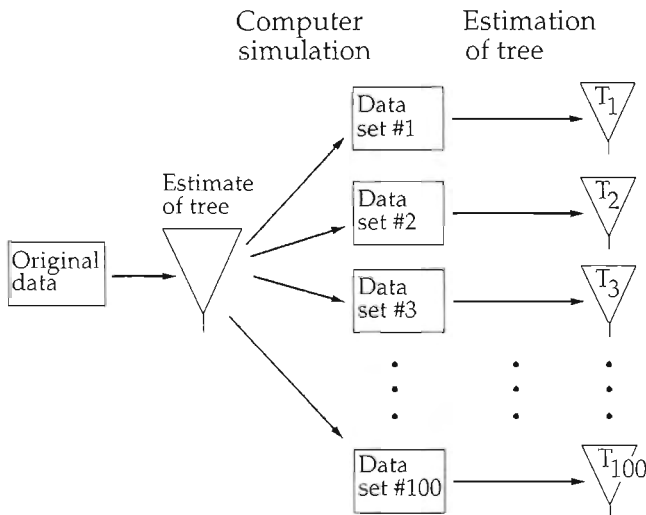 Computer
simulation
Estimation
of tree
Data
set #1
T1
Estimate
of tree
Data
set #2
T2
Original
data
Data
set #3
T3
Data
set #100
T100